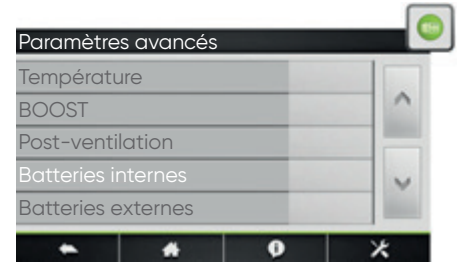 Paramètres avancés
Température
BOOST
Post-ventilation
Batteries internes
Batteries externes